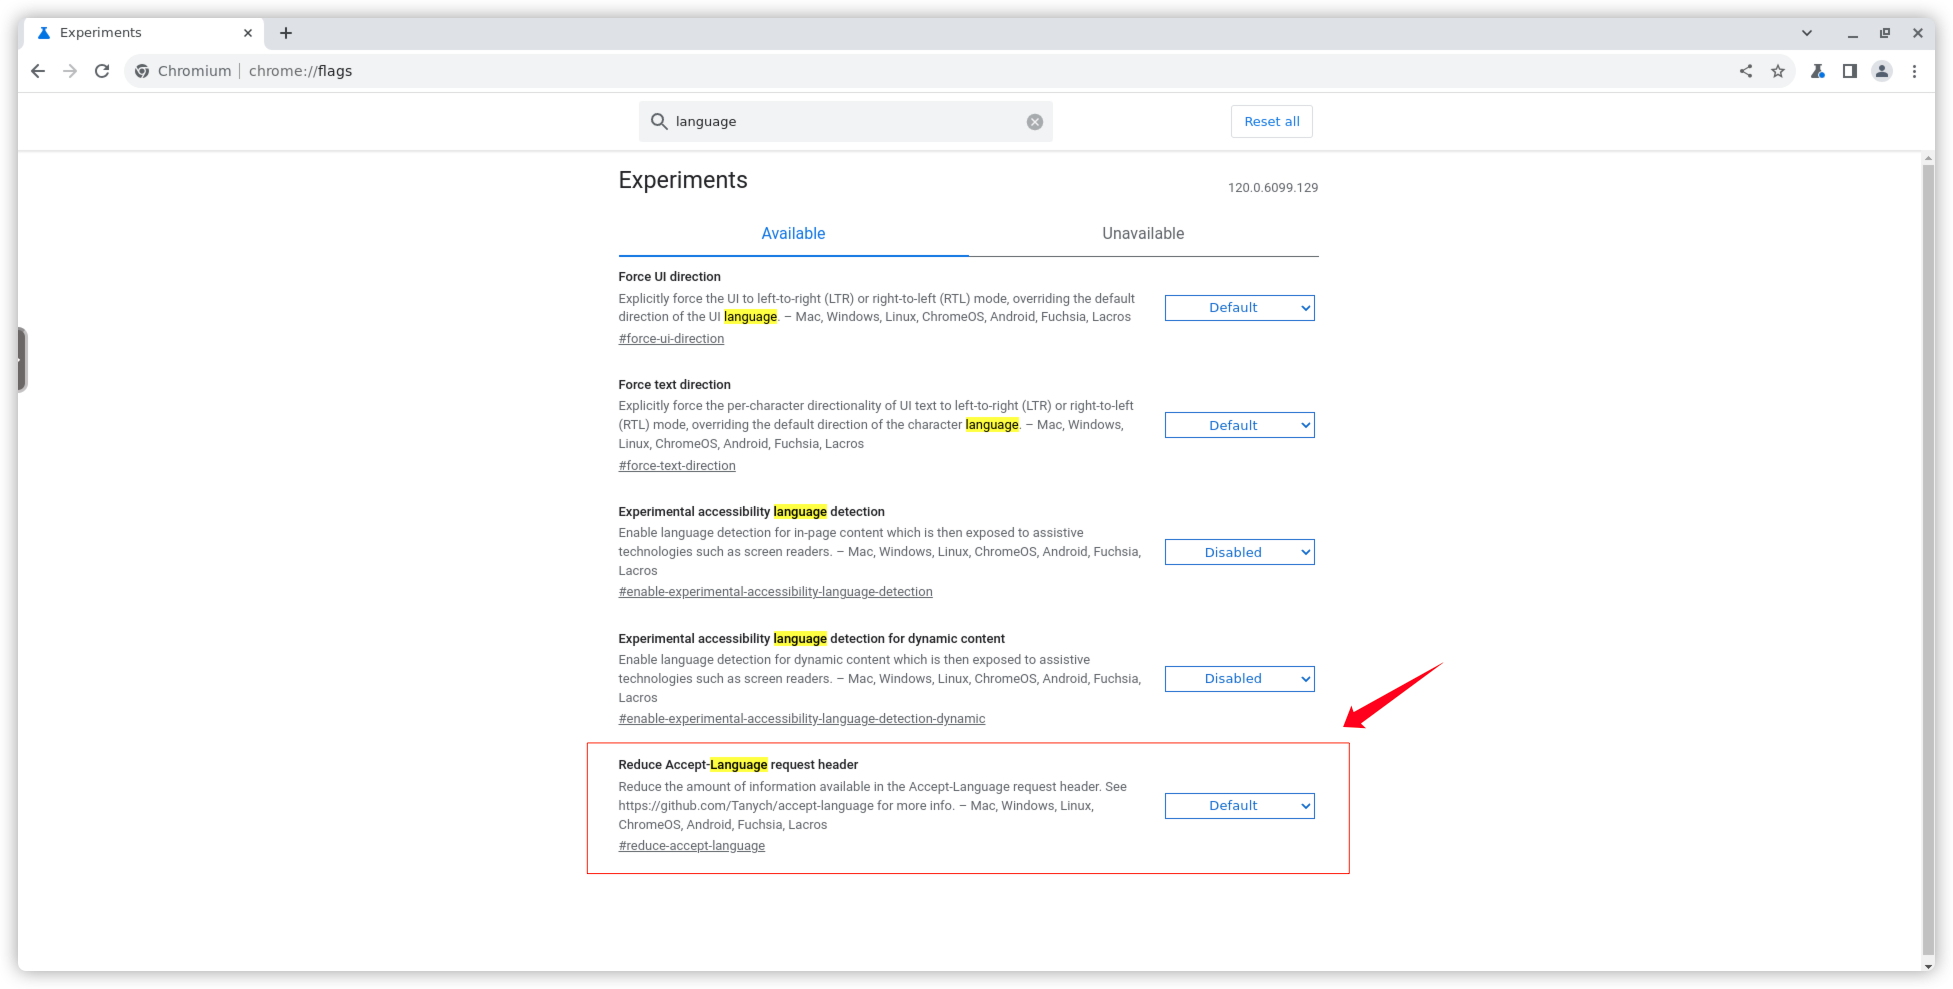 Experiments
Chromium | chrome://flags
language
Reset all
Experiments
120.0.6099.129
Available
Unavailable
Force UI direction
Explicitly force the UI to left-to-right (LTR) or right-to-left (RTL) mode, overriding the default
direction of the UI language. – Mac, Windows, Linux, ChromeOS, Android, Fuchsia, Lacros
#force-ui-direction
Default
Force text direction
Explicitly force the per-character directionality of UI text to left-to-right (LTR) or right-to-left
(RTL) mode, overriding the default direction of the character language. – Mac, Windows,
Linux, ChromeOS, Android, Fuchsia, Lacros
#force-text-direction
Default
Experimental accessibility language detection
Enable language detection for in-page content which is then exposed to assistive
technologies such as screen readers. – Mac, Windows, Linux, ChromeOS, Android, Fuchsia,
Lacros
#enable-experimental-accessibility-language-detection
Disabled
Experimental accessibility language detection for dynamic content
Enable language detection for dynamic content which is then exposed to assistive
technologies such as screen readers. – Mac, Windows, Linux, ChromeOS, Android, Fuchsia,
Lacros
#enable-experimental-accessibility-language-detection-dynamic
Disabled
Reduce Accept-Language request header
Reduce the amount of information available in the Accept-Language request header. See
https://github.com/Tanych/accept-language for more info. – Mac, Windows, Linux,
ChromeOS, Android, Fuchsia, Lacros
#reduce-accept-language
Default